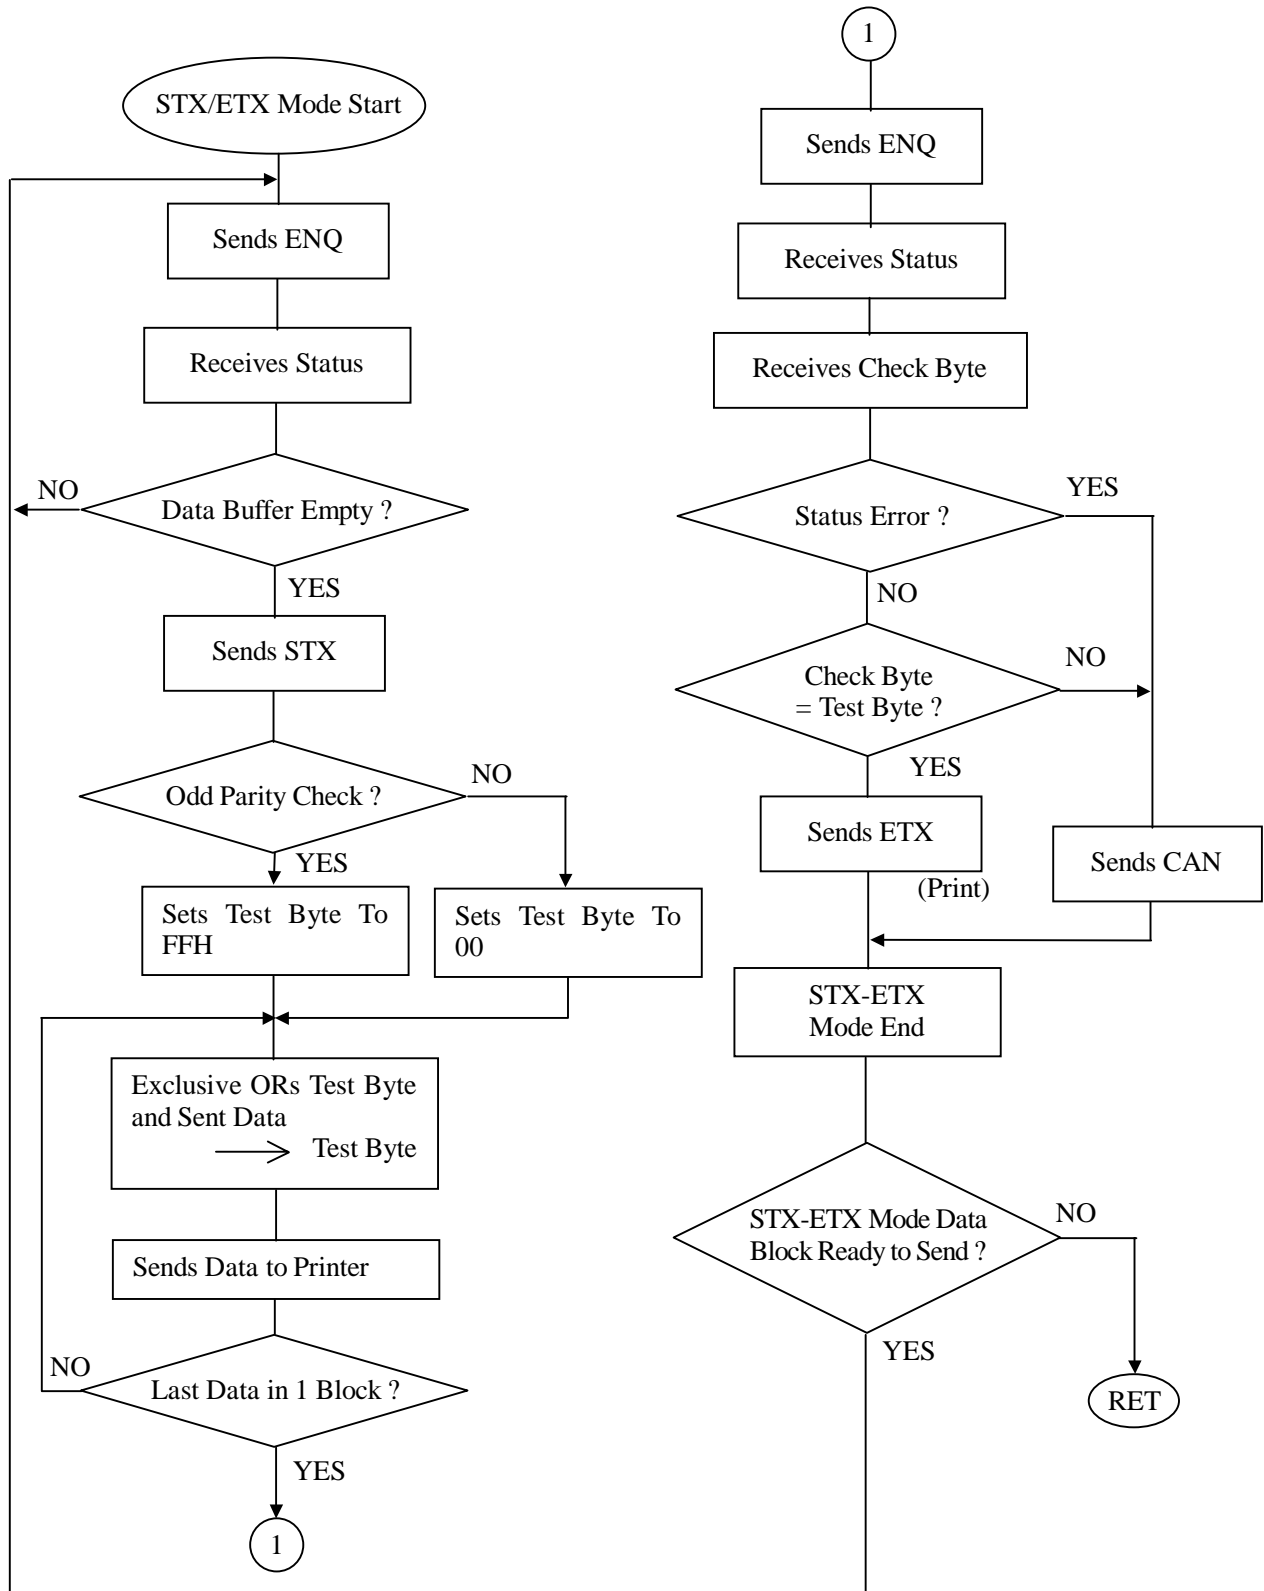 STX/ETX Mode Start
Sends ENQ
Receives Status
Data Buffer Empty ?
NO
YES
Sends STX
Odd Parity Check ?
NO
YES
Sets Test Byte To
FFH
Sets Test Byte To
00
Exclusive ORs Test Byte
and Sent Data
Test Byte
Sends Data to Printer
Last Data in 1 Block ?
NO
YES
1
1
Sends ENQ
Receives Status
Receives Check Byte
Status Error ?
YES
NO
Check Byte
= Test Byte ?
NO
YES
Sends ETX
(Print)
Sends CAN
STX-ETX
Mode End
STX-ETX Mode Data
Block Ready to Send ?
NO
YES
RET